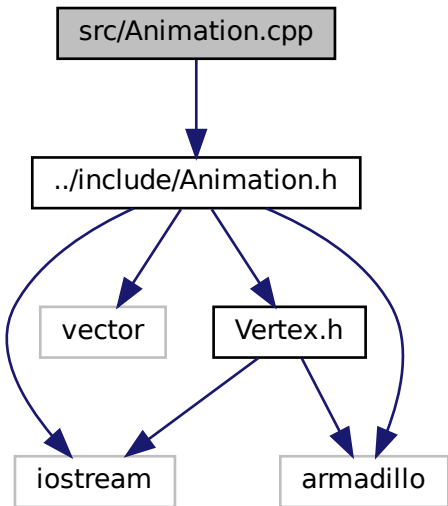 src/Animation.cpp
../include/Animation.h
vector
Vertex.h
iostream
armadillo